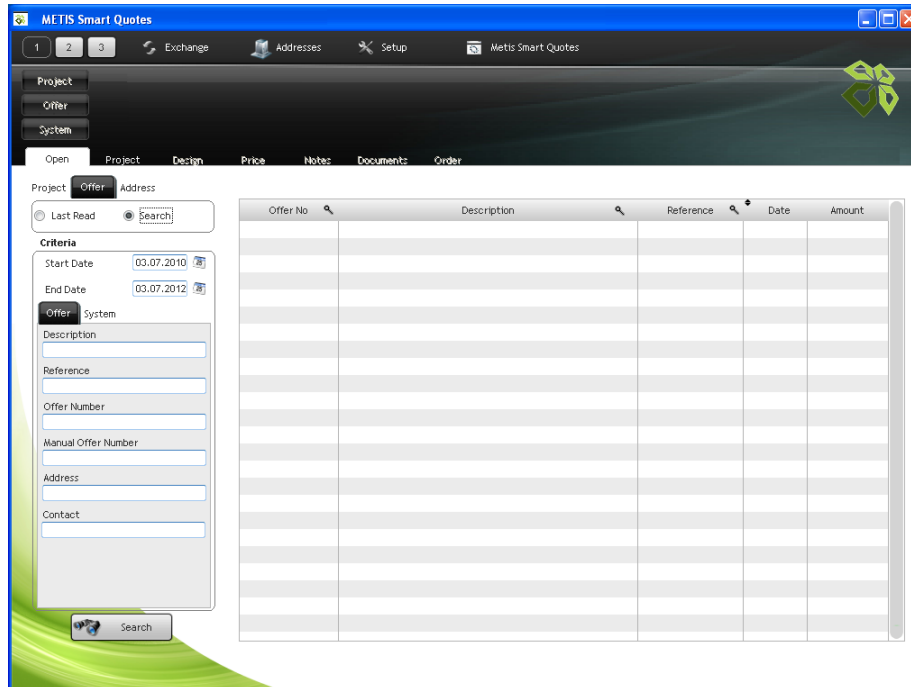 METIS Smart Quotes
1 2 3 Exchange Addresses Setup Metis Smart Quotes
Project
Offer
System
Open Project Design Price Notes Documents Order
Project Offer Address
Last Read Search
Offer No Description Reference Date Amount
Criteria
Start Date 03.07.2010
End Date 03.07.2012
Offer System
Description
Reference
Offer Number
Manual Offer Number
Address
Contact
Search